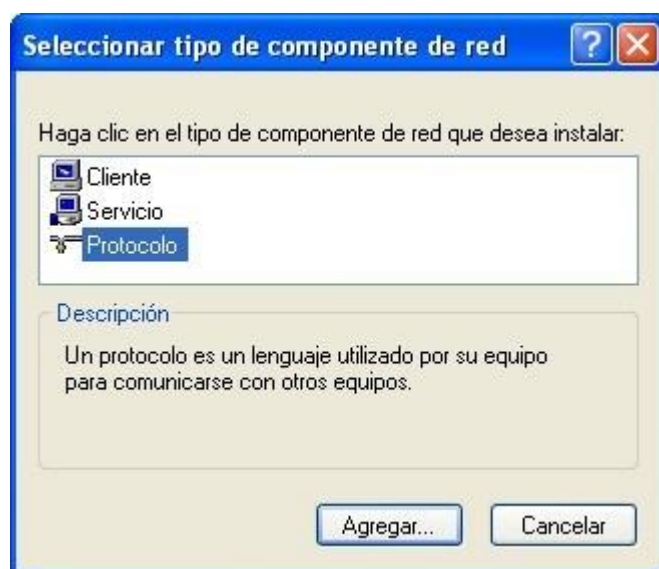 Seleccionar tipo de componente de red
Haga clic en el tipo de componente de red que desea instalar:
Cliente
Servicio
Protocolo
Descripción
Un protocolo es un lenguaje utilizado por su equipo
para comunicarse con otros equipos.
Agregar... Cancelar